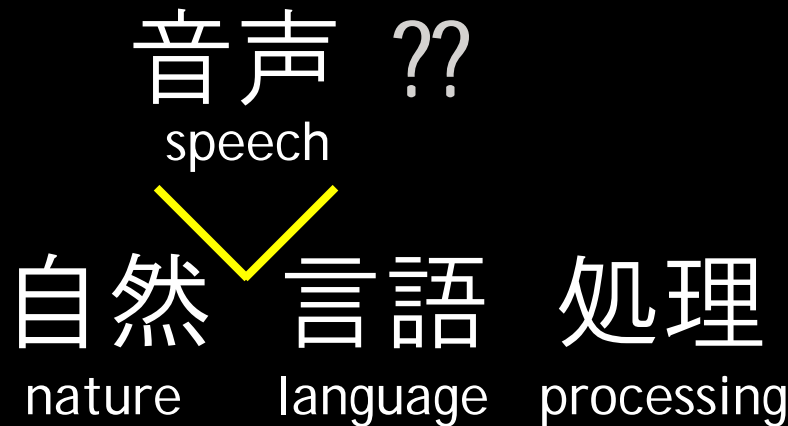 音声 ??
speech
自然 言語 処理
nature language processing